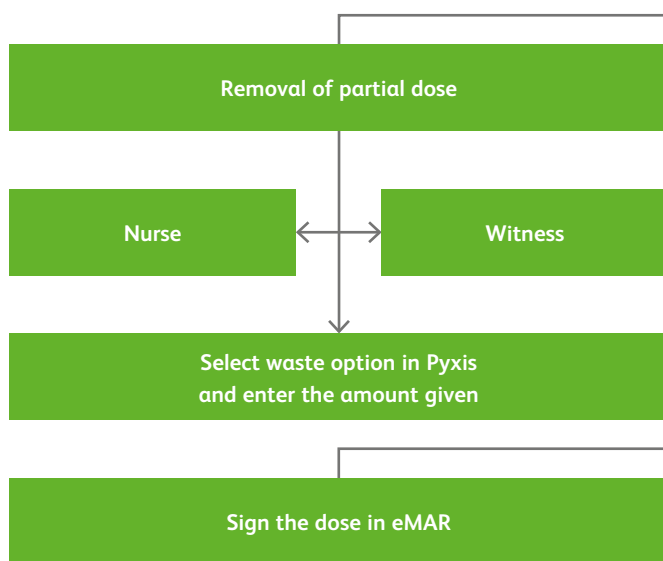 Removal of partial dose
Nurse
Witness
Select waste option in Pyxis
and enter the amount given
Sign the dose in eMAR